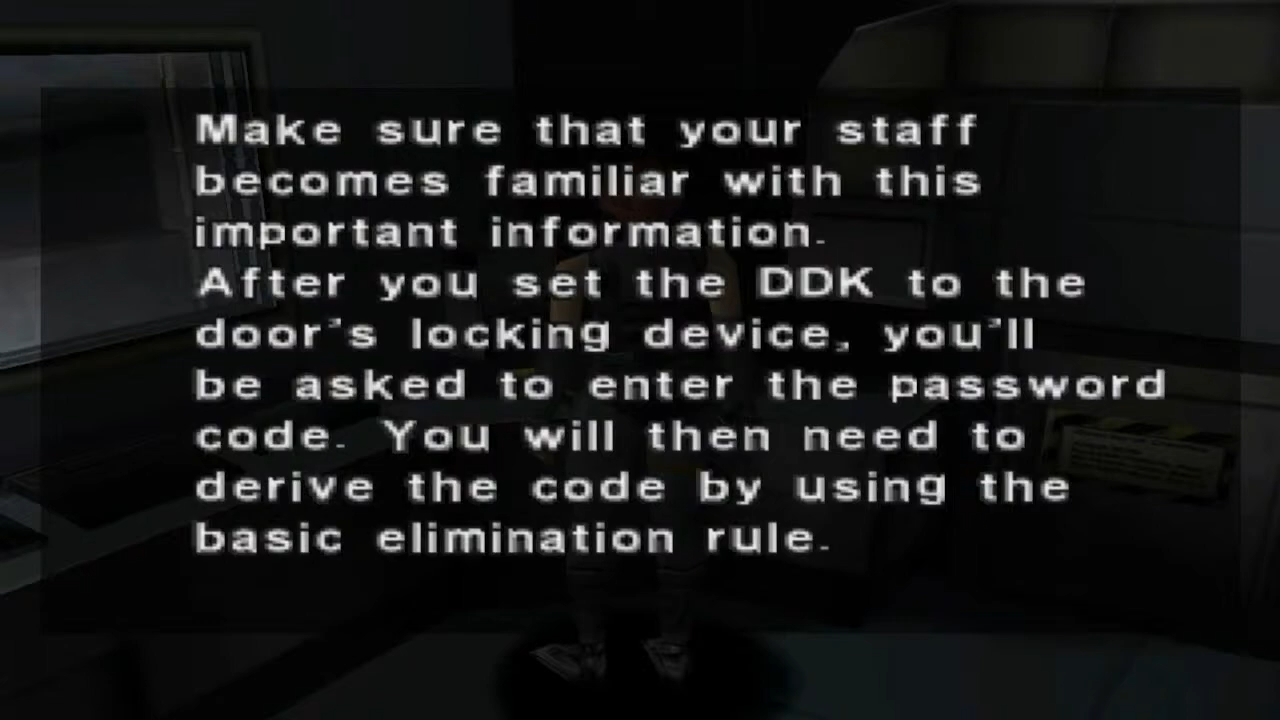 Make sure that your staff
becomes familiar with this
important information.
After you set the DDK to the
door's locking device, you'll
be asked to enter the password
code. You will then need to
derive the code by using the
basic elimination rule.